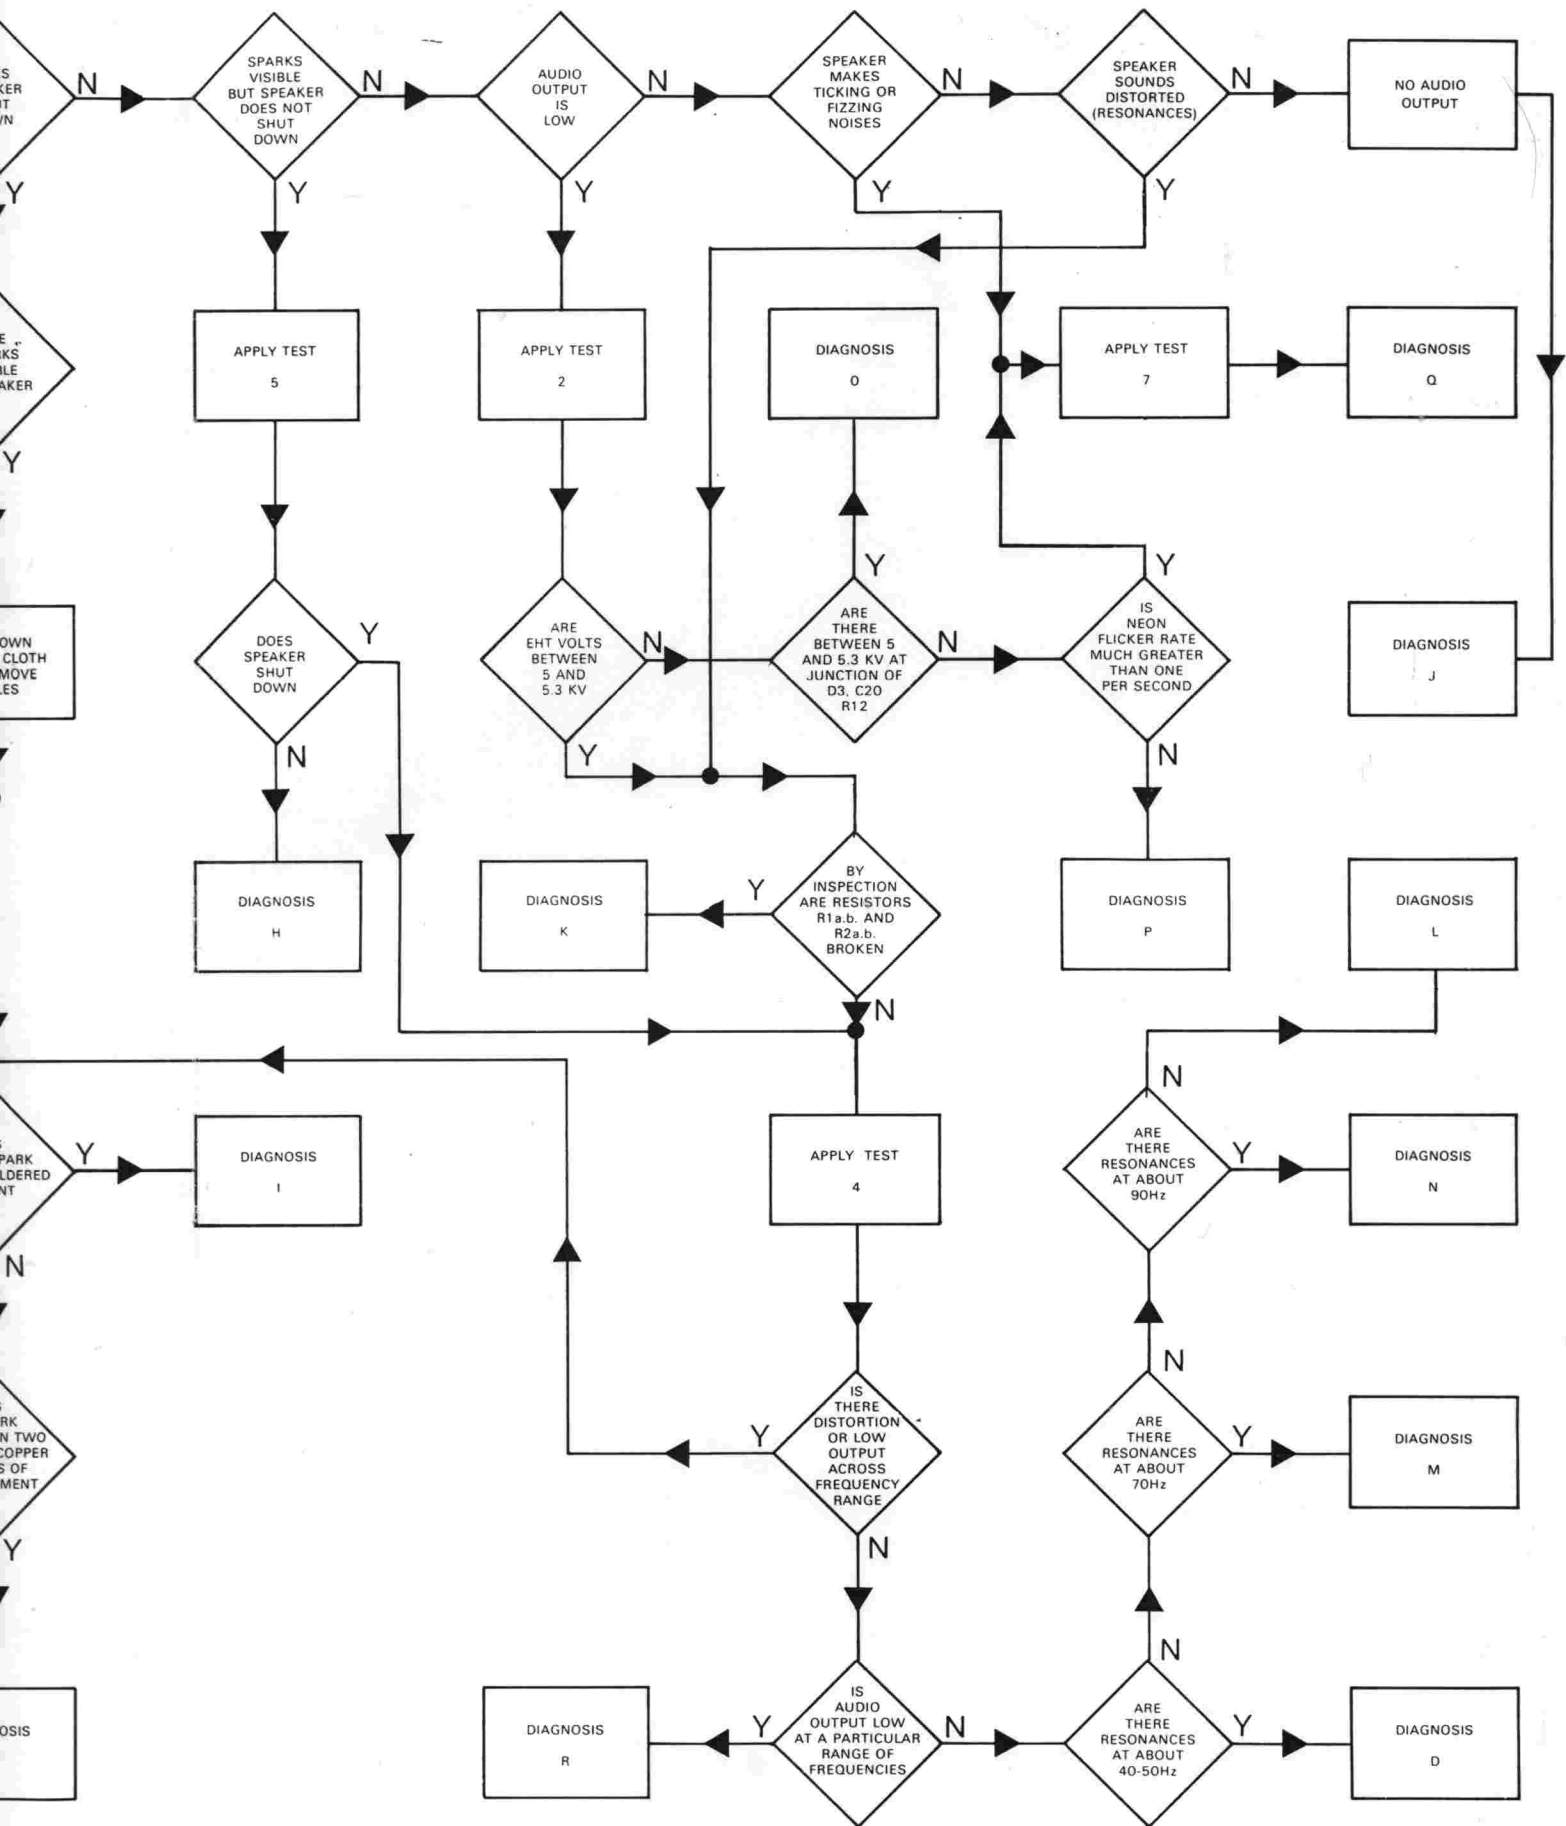 N
SPARKS
VISIBLE
BUT SPEAKER
DOES NOT
SHUT
DOWN
N
AUDIO
OUTPUT
IS
LOW
N
SPEAKER
MAKES
TICKING OR
FIZZING
NOISES
N
SPEAKER
SOUNDS
DISTORTED
(RESONANCES)
N
NO AUDIO
OUTPUT
Y
Y
Y
Y
Y
APPLY TEST
5
APPLY TEST
2
DIAGNOSIS
O
APPLY TEST
7
DIAGNOSIS
Q
Y
CLOTH
DOES
SPEAKER
SHUT
DOWN
Y
N
ARE
EHT VOLTS
BETWEEN
5 AND
5.3 KV
N
Y
Y
ARE
THERE
BETWEEN 5
AND 5.3 KV AT
JUNCTION OF
D3, C20
R12
N
Y
IS
NEON
FLICKER RATE
MUCH GREATER
THAN ONE
PER SECOND
N
DIAGNOSIS
J
DIAGNOSIS
H
DIAGNOSIS
K
Y
BY
INSPECTION
ARE RESISTORS
R1a.b. AND
R2a.b.
BROKEN
N
DIAGNOSIS
P
DIAGNOSIS
L
Y
DIAGNOSIS
I
N
APPLY TEST
4
N
ARE
THERE
RESONANCES
AT ABOUT
90Hz
Y
DIAGNOSIS
N
TWO
COPPER
OF
Y
Y
IS
THERE
DISTORTION
OR LOW
OUTPUT
ACROSS
FREQUENCY
RANGE
N
N
ARE
THERE
RESONANCES
AT ABOUT
70Hz
Y
DIAGNOSIS
M
DIAGNOSIS
R
Y
IS
AUDIO
OUTPUT LOW
AT A PARTICULAR
RANGE OF
FREQUENCIES
N
N
ARE
THERE
RESONANCES
AT ABOUT
40-50Hz
Y
DIAGNOSIS
D